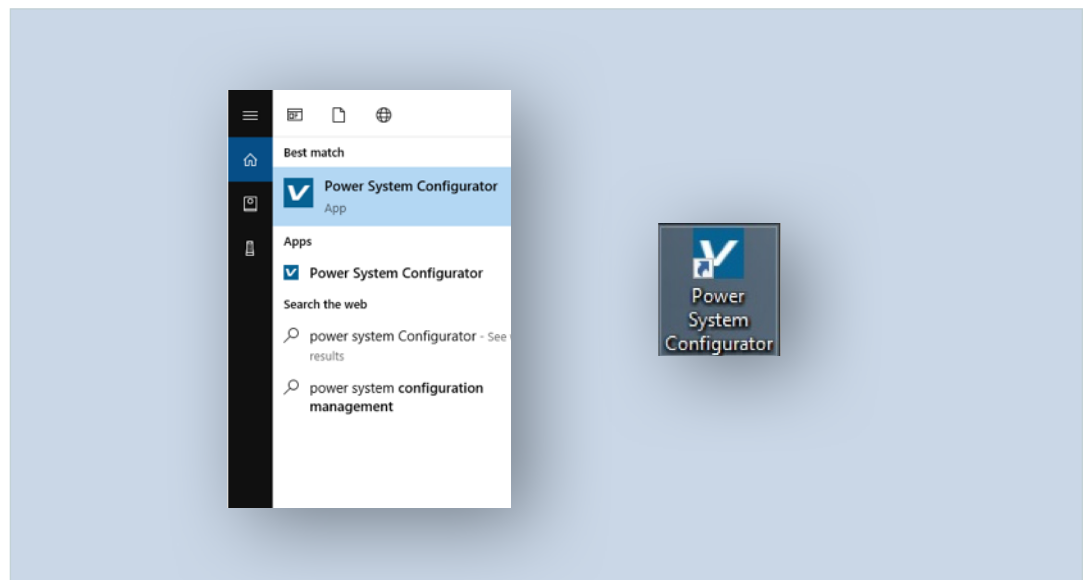 Best match
Power System Configurator
App
Apps
Power System Configurator
Search the web
power system Configurator - See
results
power system configuration
management
Power
System
Configurator